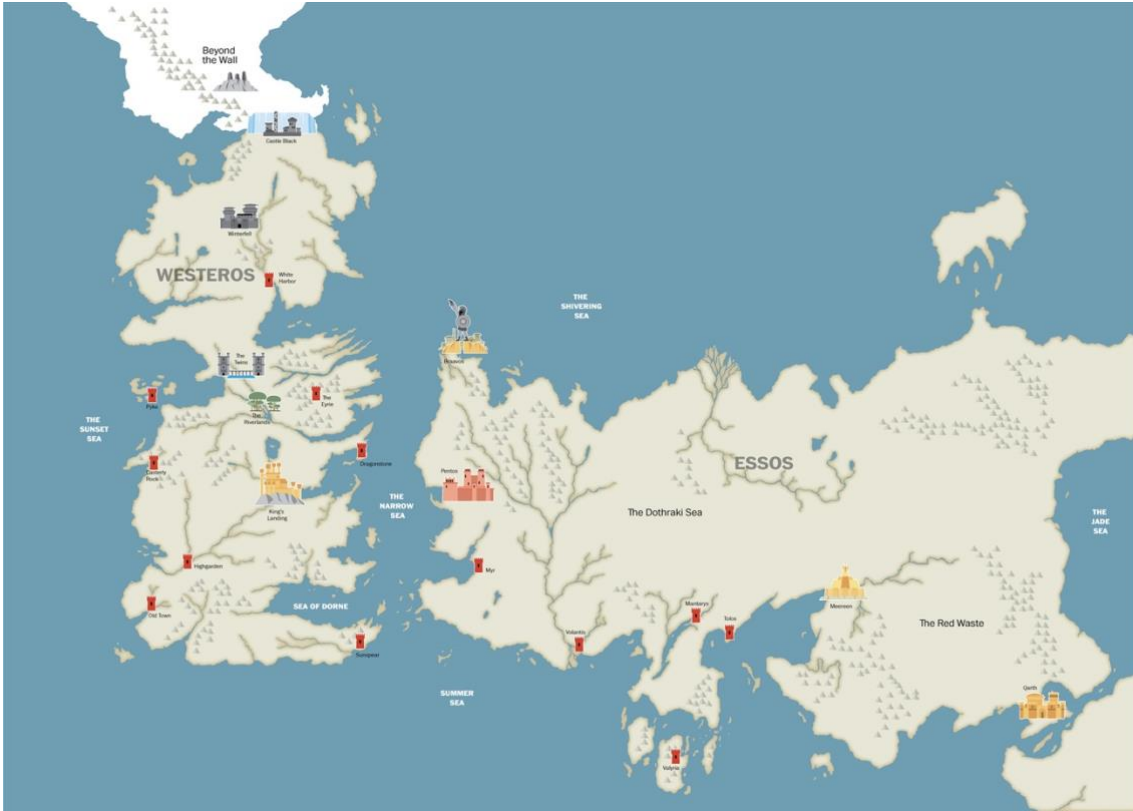 Beyond
the Wall
Castle Black
Winterfell
WESTEROS
White
Harbor
THE
SHIVERING
SEA
The
Twins
Braavos
Pyke
The
Eyrie
The
Riverlands
THE
SUNSET
SEA
Casterly
Rock
Dragonstone
Pentos
ESSOS
King's
Landing
THE
NARROW
SEA
The Dothraki Sea
THE
JADE
SEA
Highgarden
Myr
Old Town
SEA OF DORNE
Meereen
Mantarys
Tolos
The Red Waste
Sunspear
Volantis
SUMMER
SEA
Qarth
Valyria